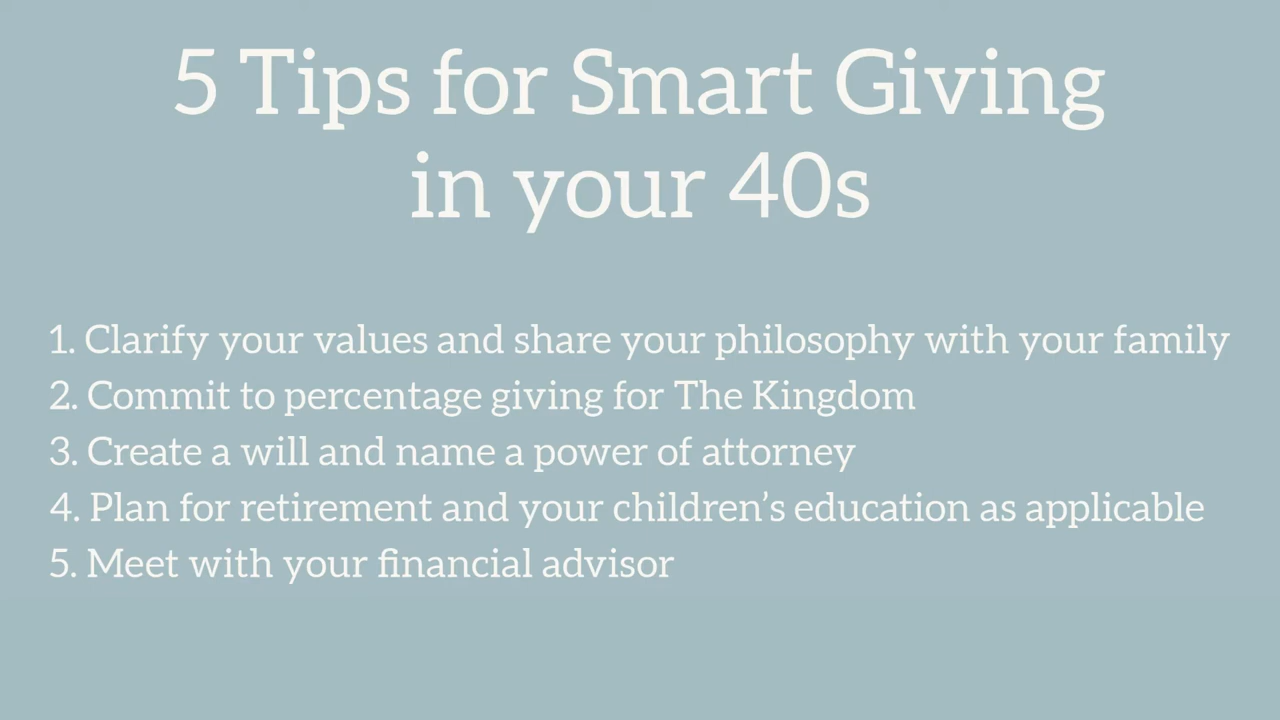 5 Tips for Smart Giving
in your 40s
1. Clarify your values and share your philosophy with your family
2. Commit to percentage giving for The Kingdom
3. Create a will and name a power of attorney
4. Plan for retirement and your children’s education as applicable
5. Meet with your financial advisor